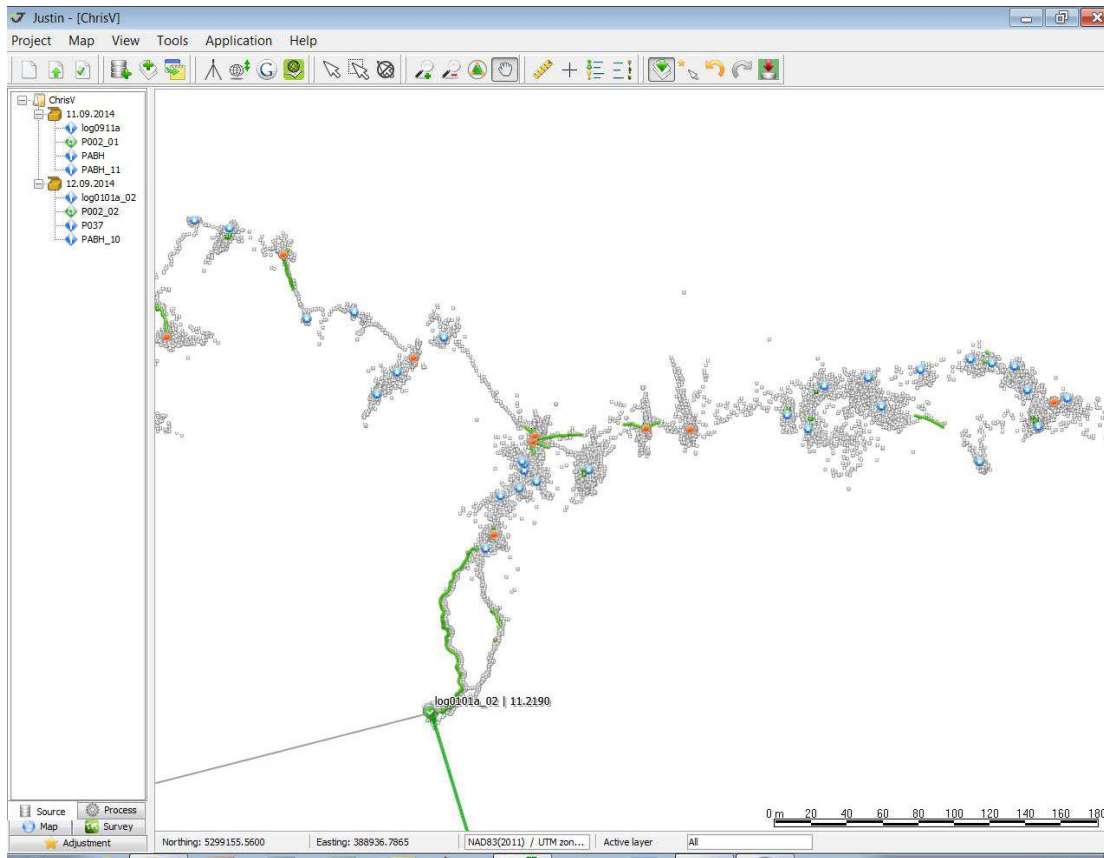 Justin - [ChrisV]
Project Map View Tools Application Help
ChrisV
11.09.2014
log0911a
P002_01
PABH
PABH_11
12.09.2014
log0101a_02
P002_02
P037
PABH_10
log0101a_02 | 11.2190
0 m 20 40 60 80 100 120 140 160 180
Source Process
Map Survey
Adjustment
Northing: 5299155.5600 Easting: 388936.7865 NAD83(2011) / UTM zon... Active layer All